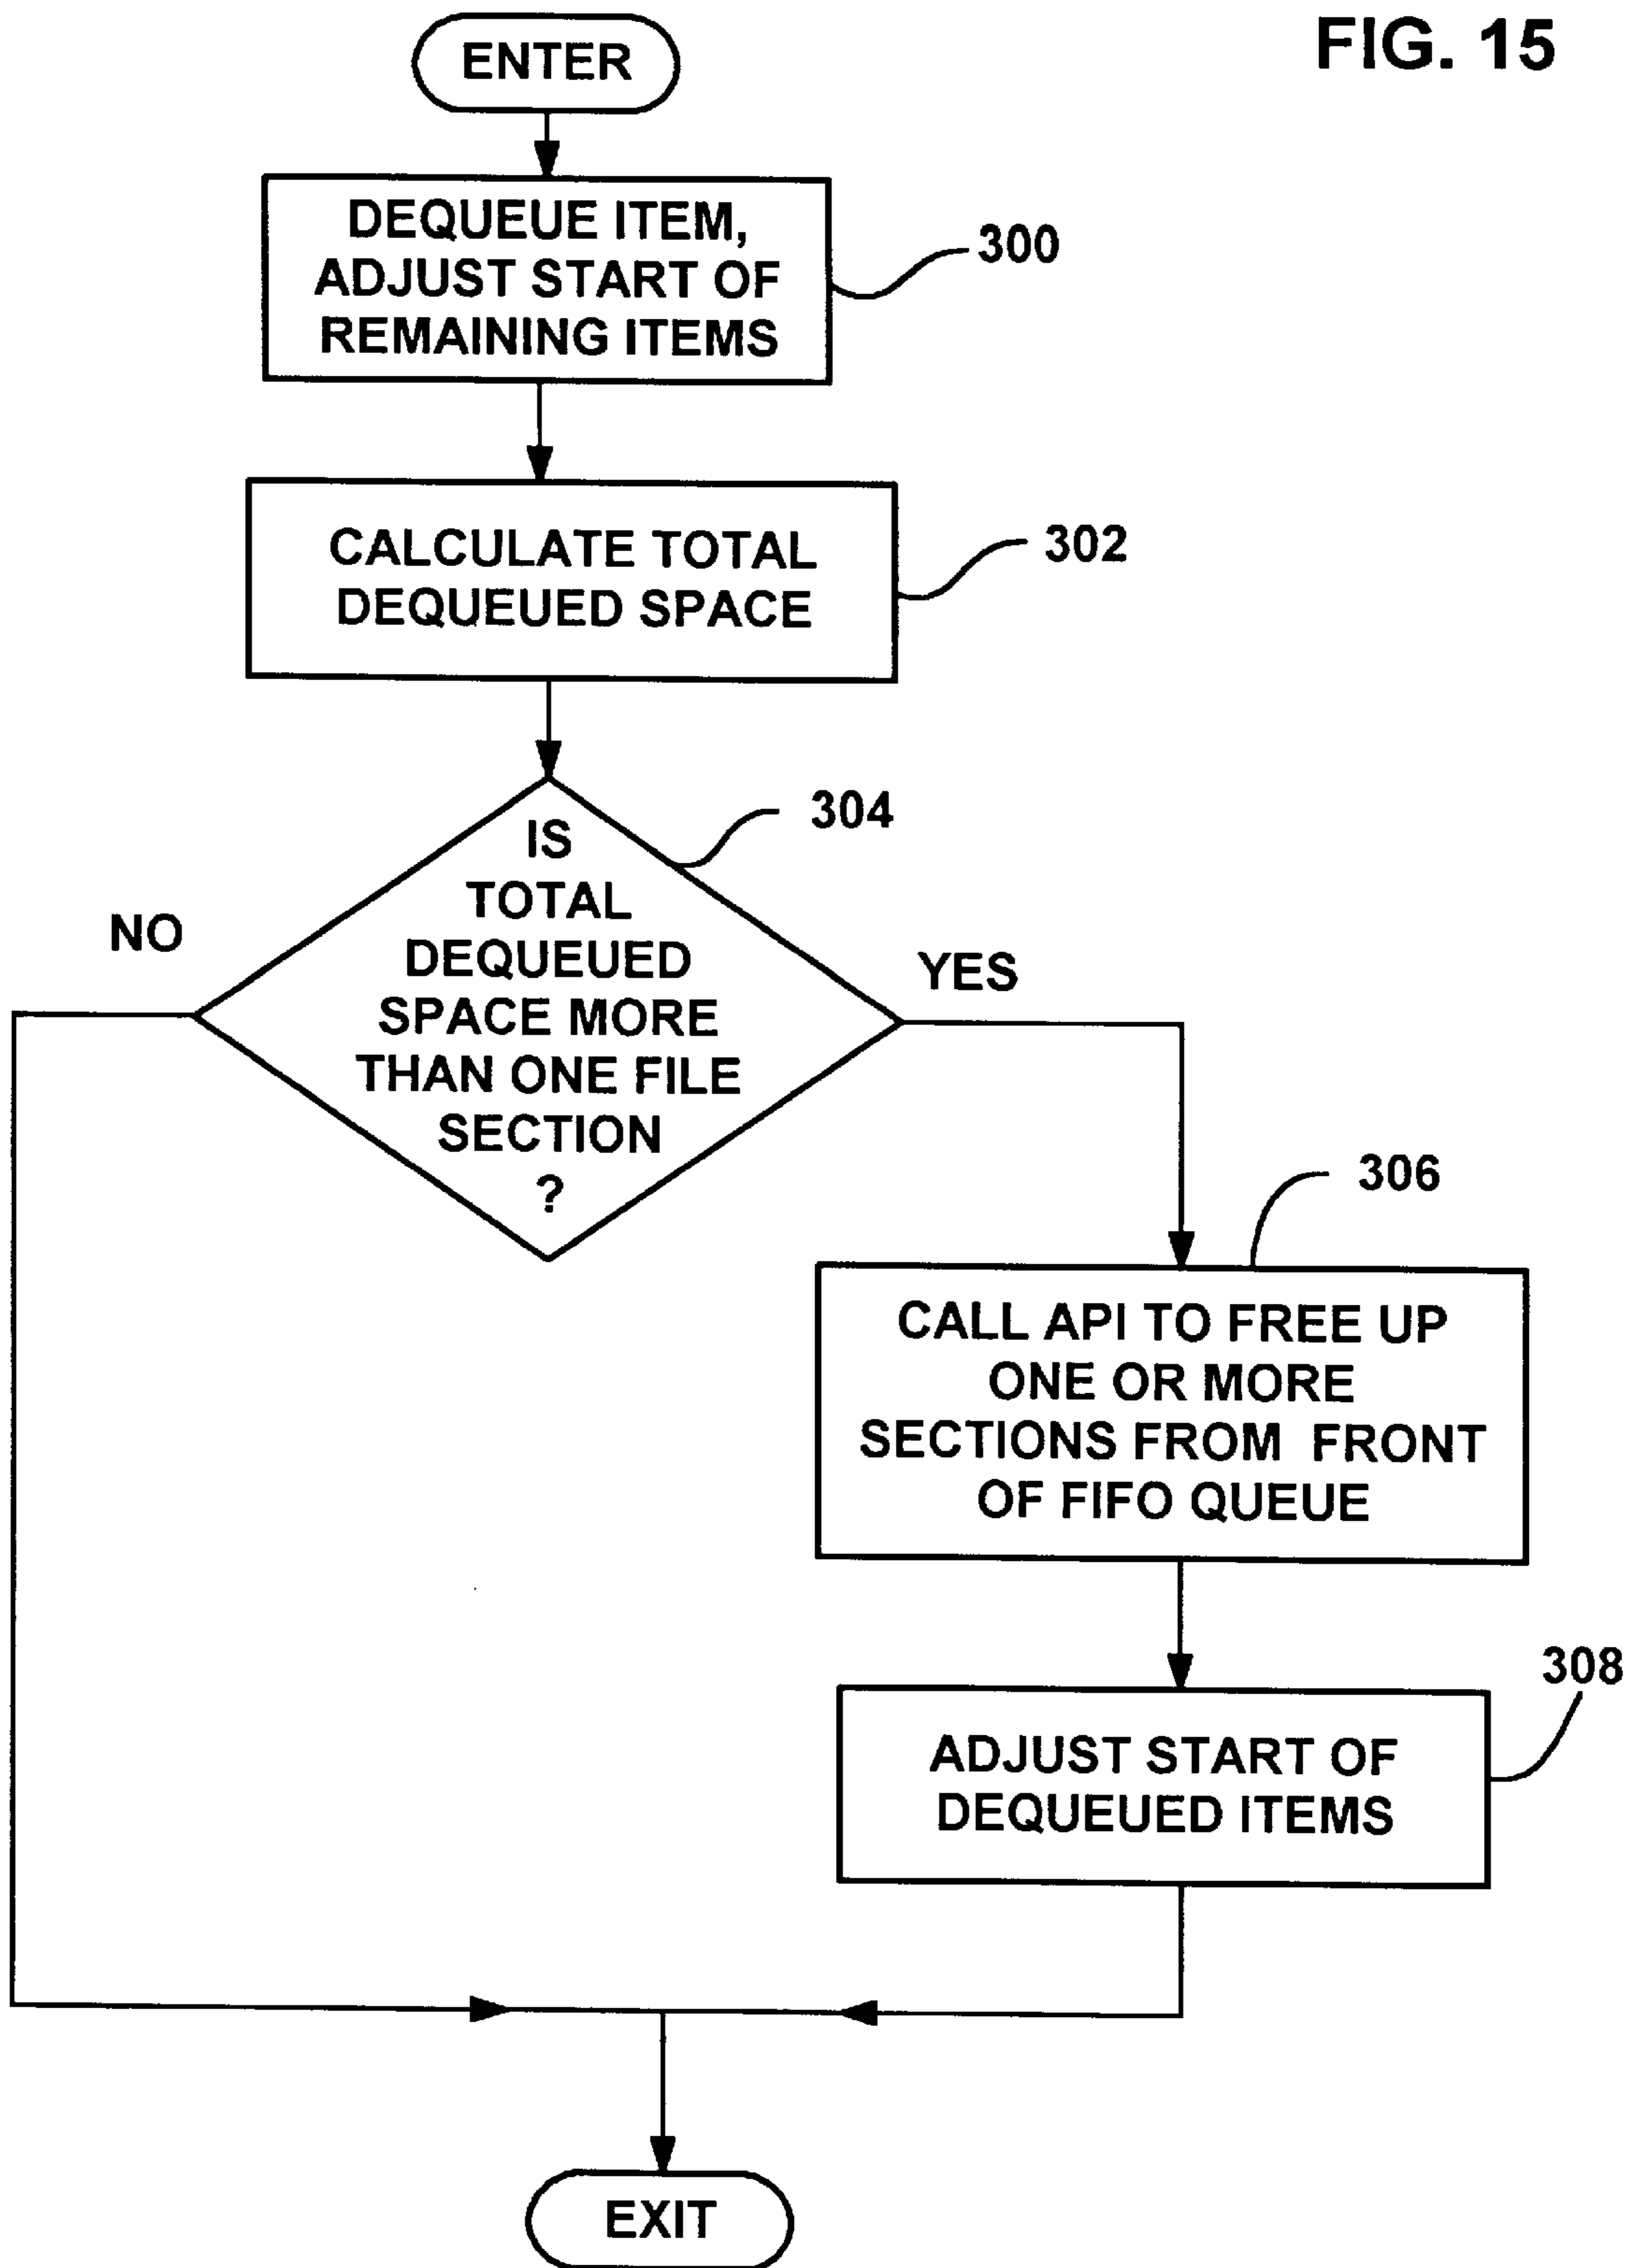 FIG. 15
ENTER
DEQUEUE ITEM,
ADJUST START OF
REMAINING ITEMS
300
CALCULATE TOTAL
DEQUEUED SPACE
302
304
IS
TOTAL
DEQUEUED
SPACE MORE
THAN ONE FILE
SECTION
?
NO
YES
306
CALL API TO FREE UP
ONE OR MORE
SECTIONS FROM FRONT
OF FIFO QUEUE
308
ADJUST START OF
DEQUEUED ITEMS
EXIT